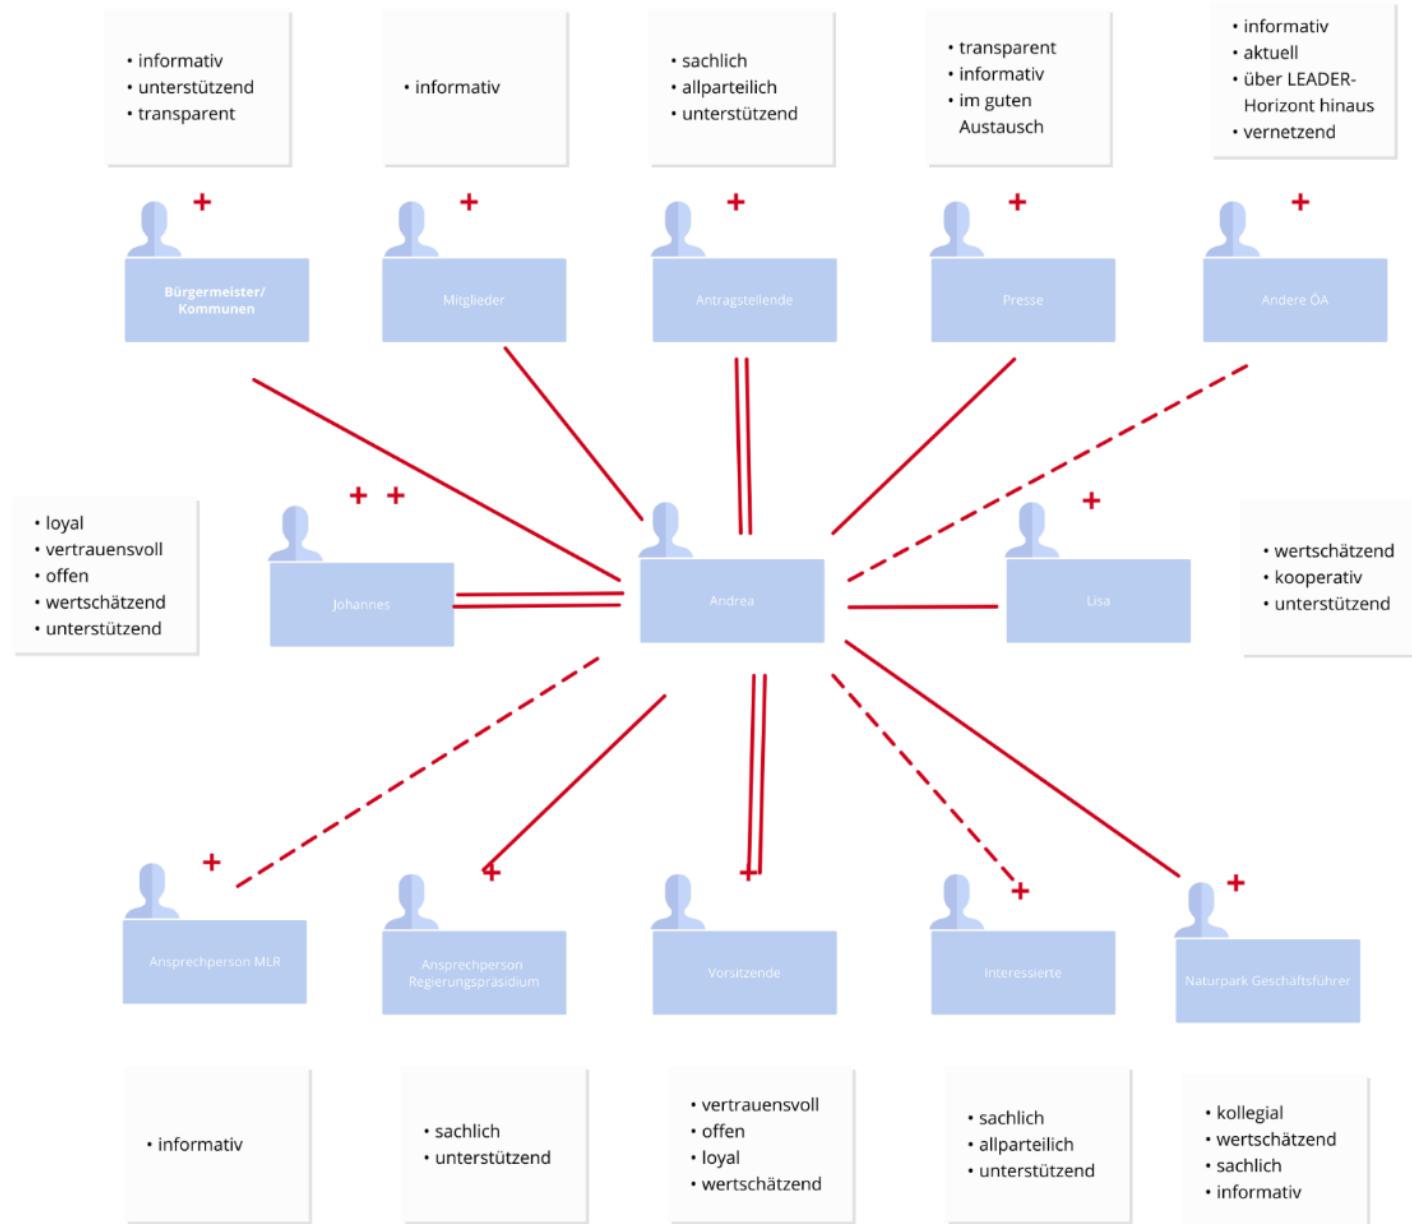 • informativ
• unterstützend
• transparent
• informativ
• sachlich
• allparteilich
• unterstützend
• transparent
• informativ
• im guten
Austausch
• informativ
• aktuell
• über LEADER-
Horizont hinaus
• vernetzend
+
+
+
+
+
Bürgermeister/
Kommunen
Mitglieder
Antragstellende
Presse
Andere ÖA
• loyal
• vertrauensvoll
• offen
• wertschätzend
• unterstützend
+ +
Johannes
Andrea
+
Lisa
• wertschätzend
• kooperativ
• unterstützend
+
+
+
+
+
Ansprechperson MLR
Ansprechperson
Regierungspräsidium
Vorsitzende
Interessierte
Naturpark Geschäftsführer
• informativ
• sachlich
• unterstützend
• vertrauensvoll
• offen
• loyal
• wertschätzend
• sachlich
• allparteilich
• unterstützend
• kollegial
• wertschätzend
• sachlich
• informativ